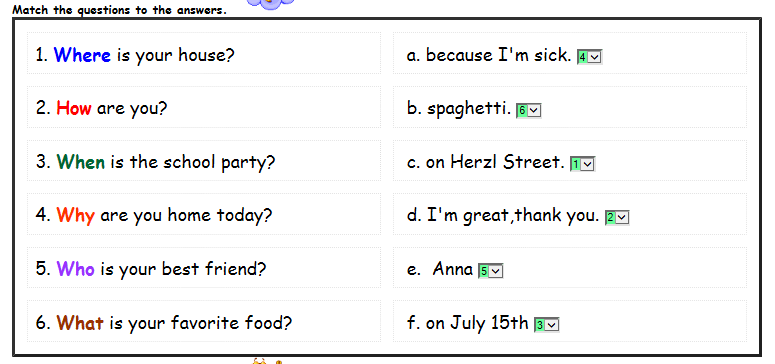 Match the questions to the answers.
1. Where is your house?
a. because I'm sick. 4
2. How are you?
b. spaghetti. 6
3. When is the school party?
c. on Herzl Street. 1
4. Why are you home today?
d. I'm great,thank you. 2
5. Who is your best friend?
e. Anna 5
6. What is your favorite food?
f. on July 15th 3